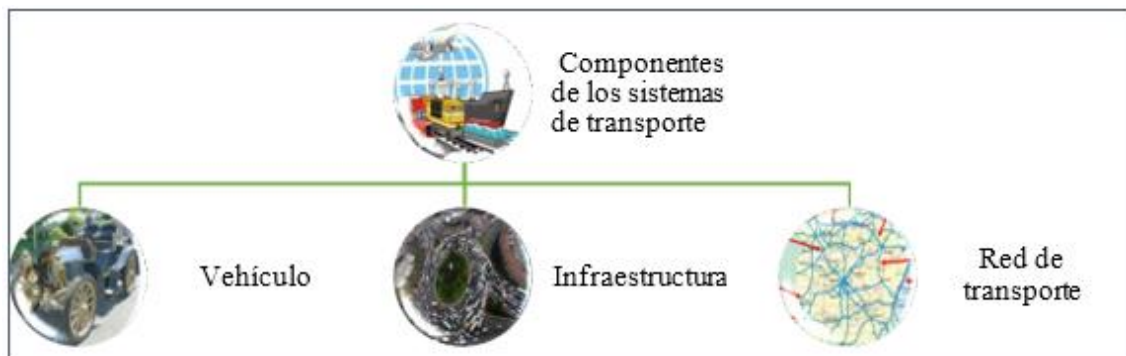 Componentes
de los sistemas
de transporte
Vehículo
Infraestructura
Red de
transporte